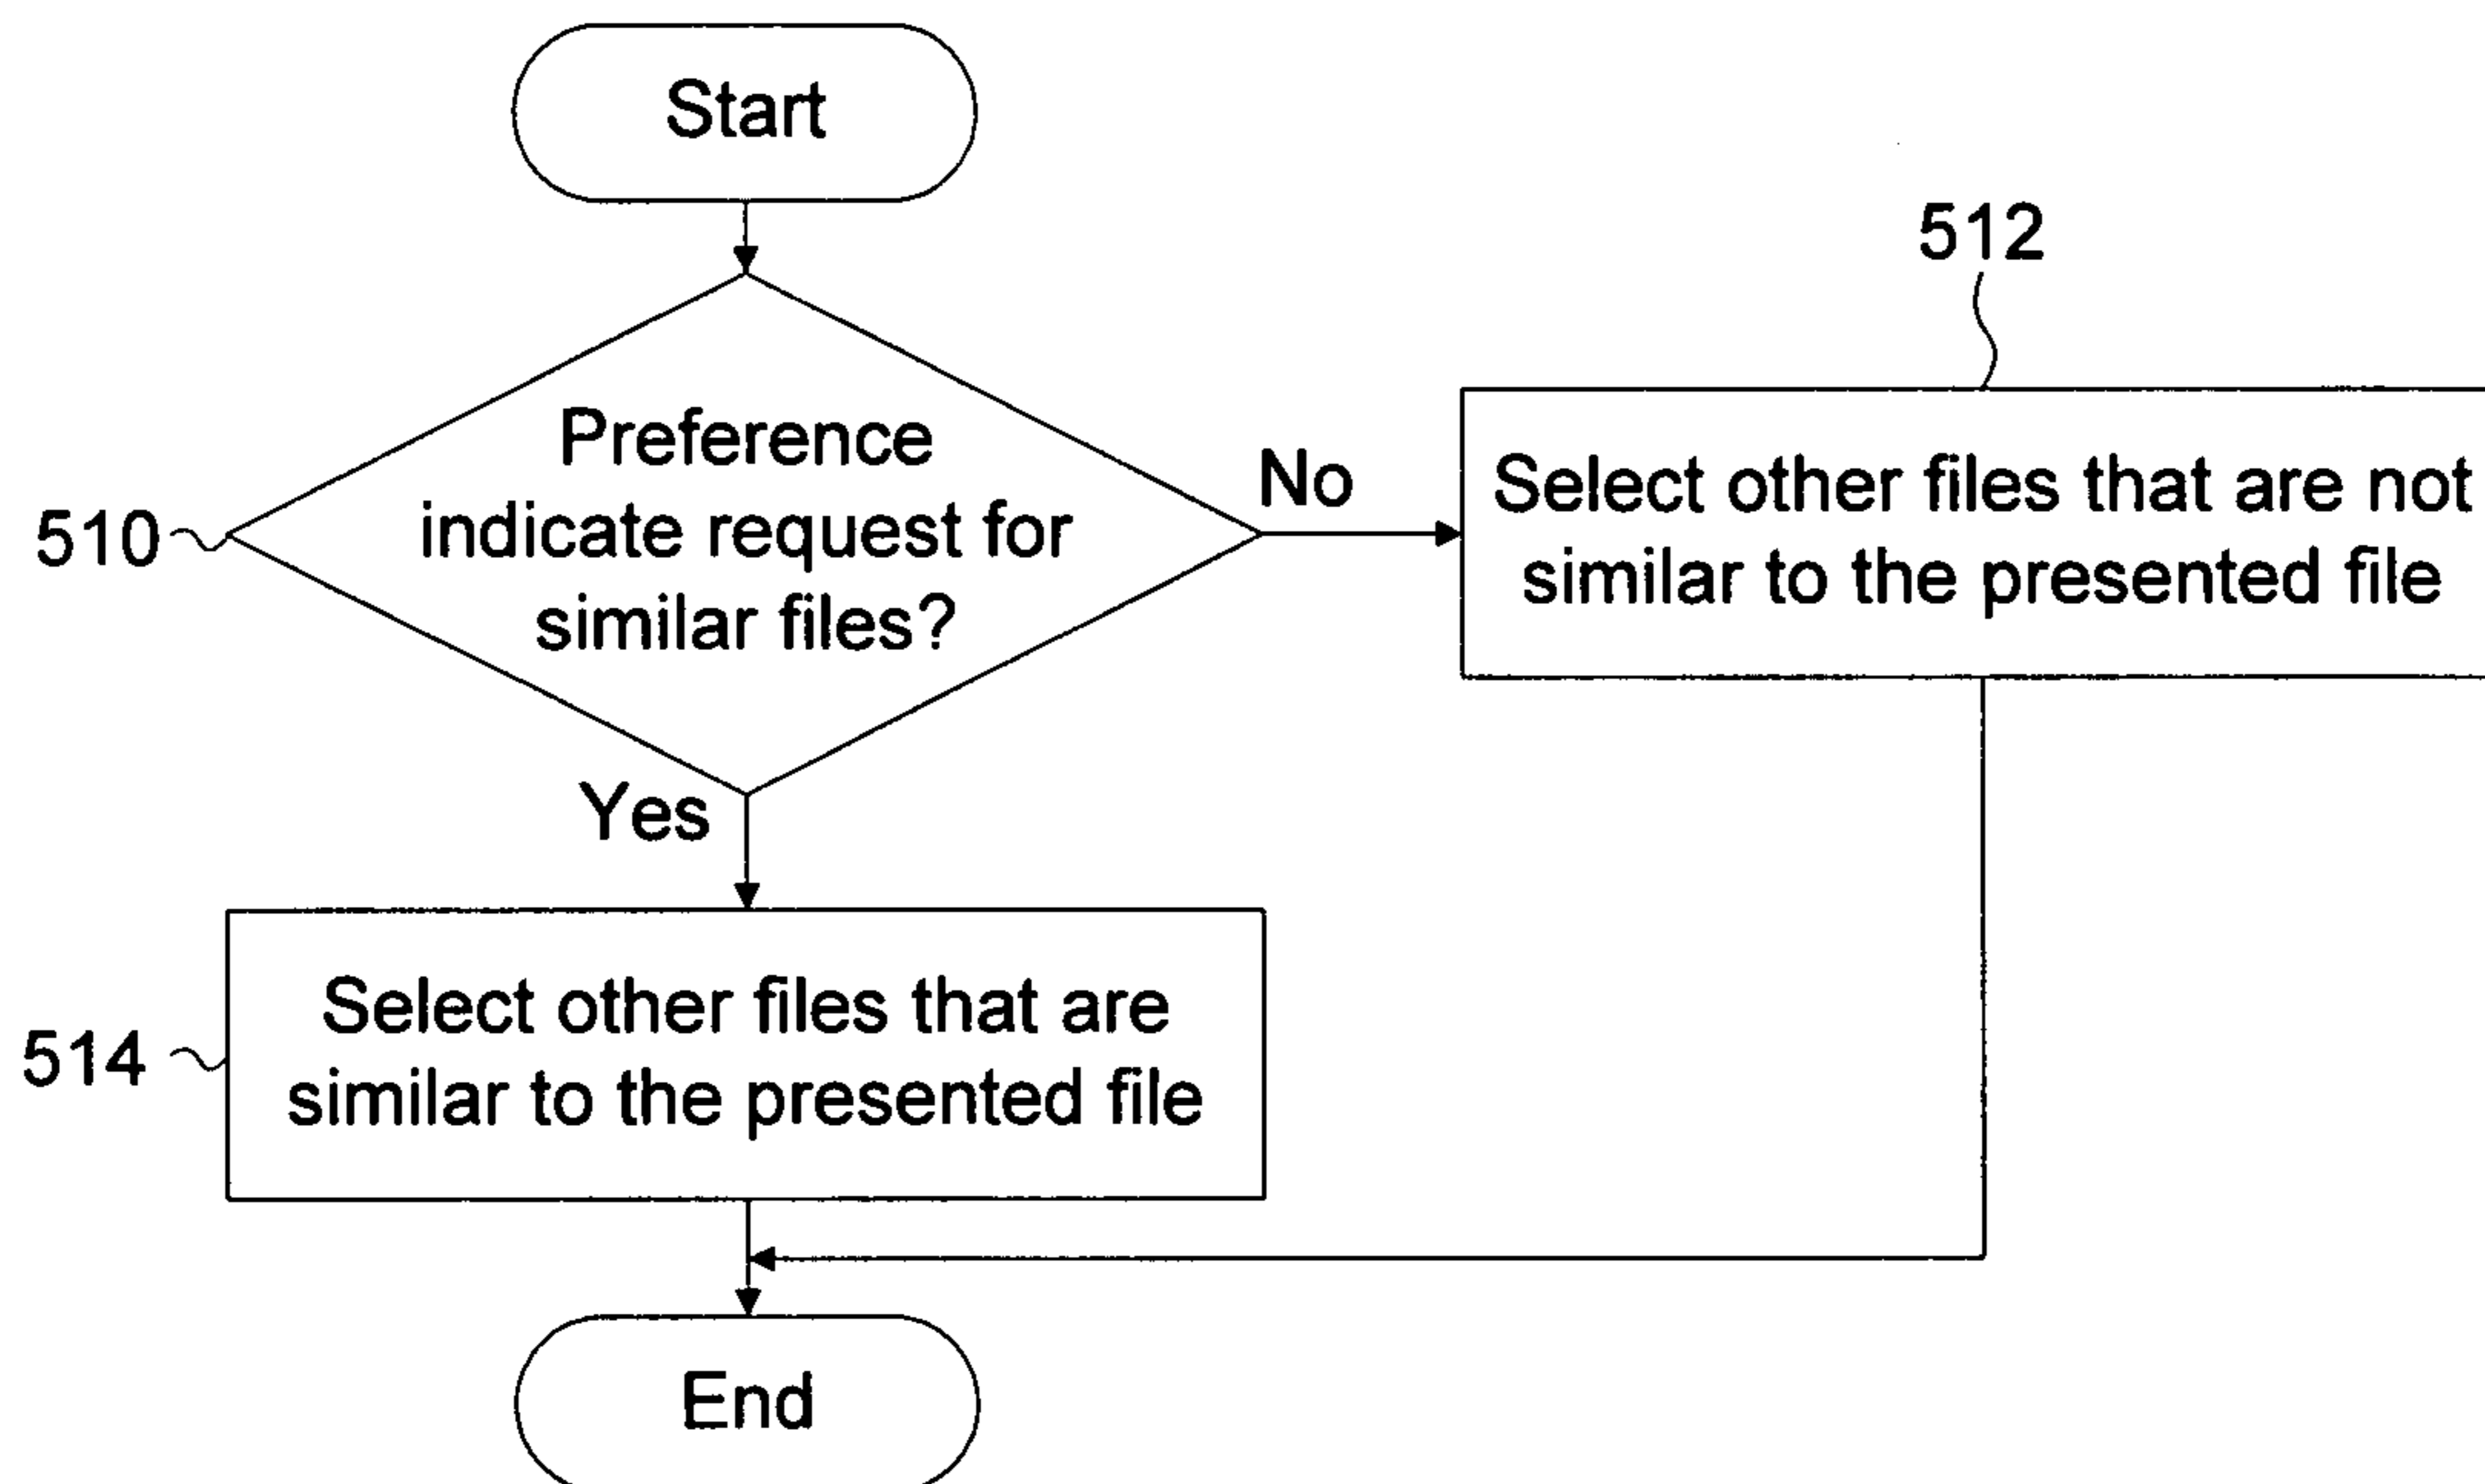 Start
512
Preference
indicate request for
similar files?
510
No
Select other files that are not
similar to the presented file
Yes
514
Select other files that are
similar to the presented file
End